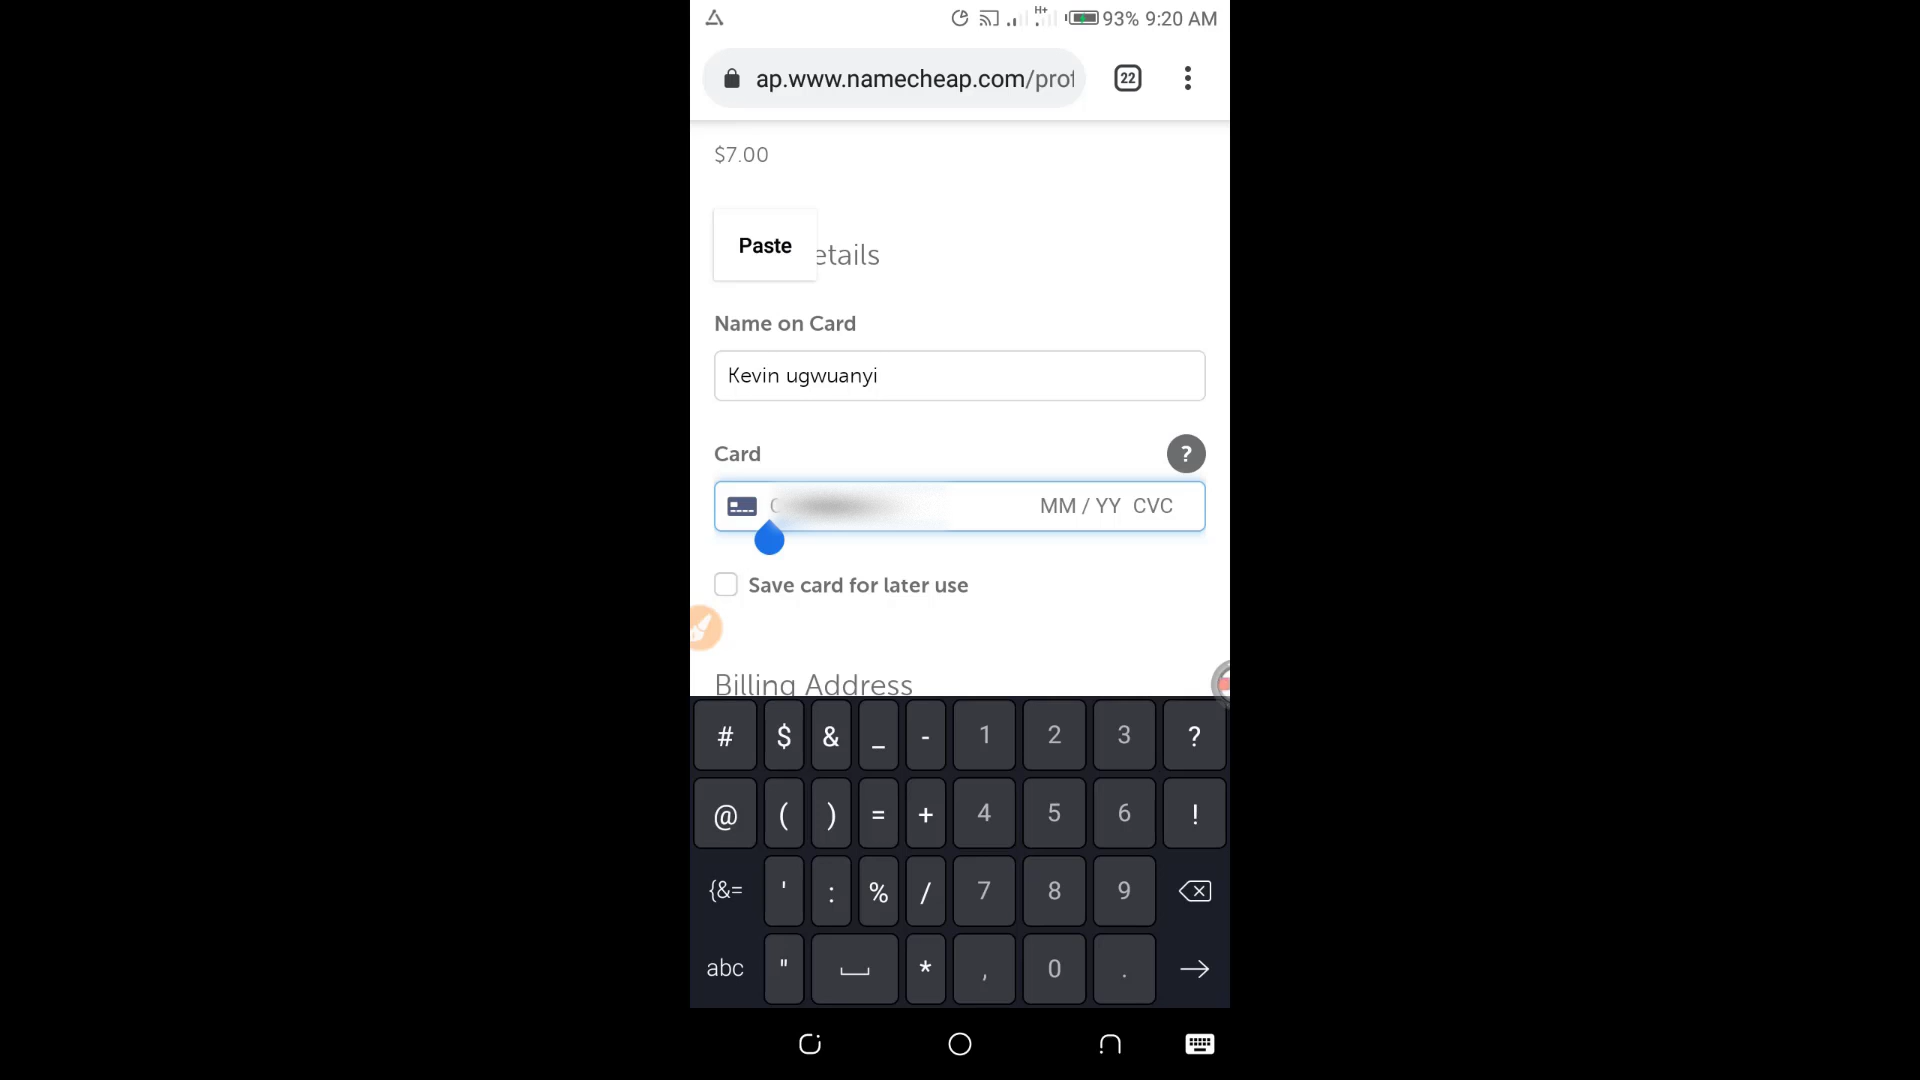 H+
93% 9:20 AM
ap.www.namecheap.com/prof
22
$7.00
Paste
etails
Name on Card
Kevin ugwuanyi
Card
?
MM / YY CVC
Save card for later use
Billing Address
# $ & _ - 1 2 3 ?
@ ( ) = + 4 5 6 !
{&= ' : % / 7 8 9
abc " * , 0 .